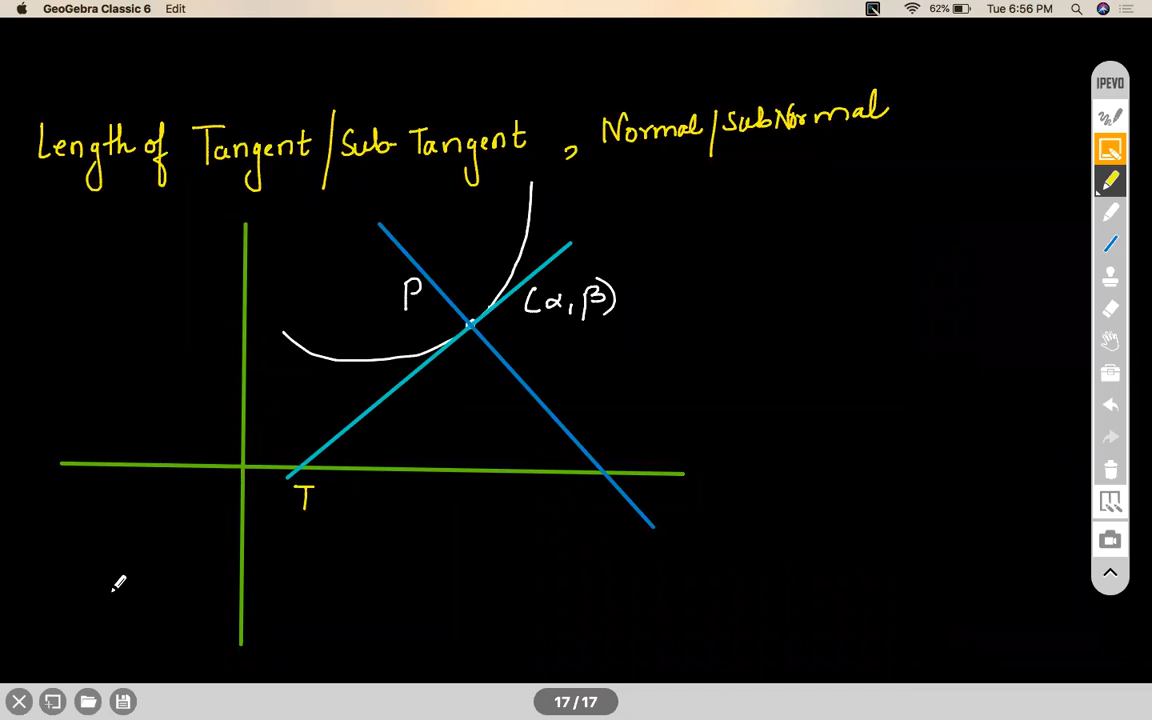 GeoGebra Classic 6 Edit 62% Tue 6:56 PM
IPEVO
Length of Tangent/Sub-Tangent , Normal/SubNormal
P (α, β)
T
17/17